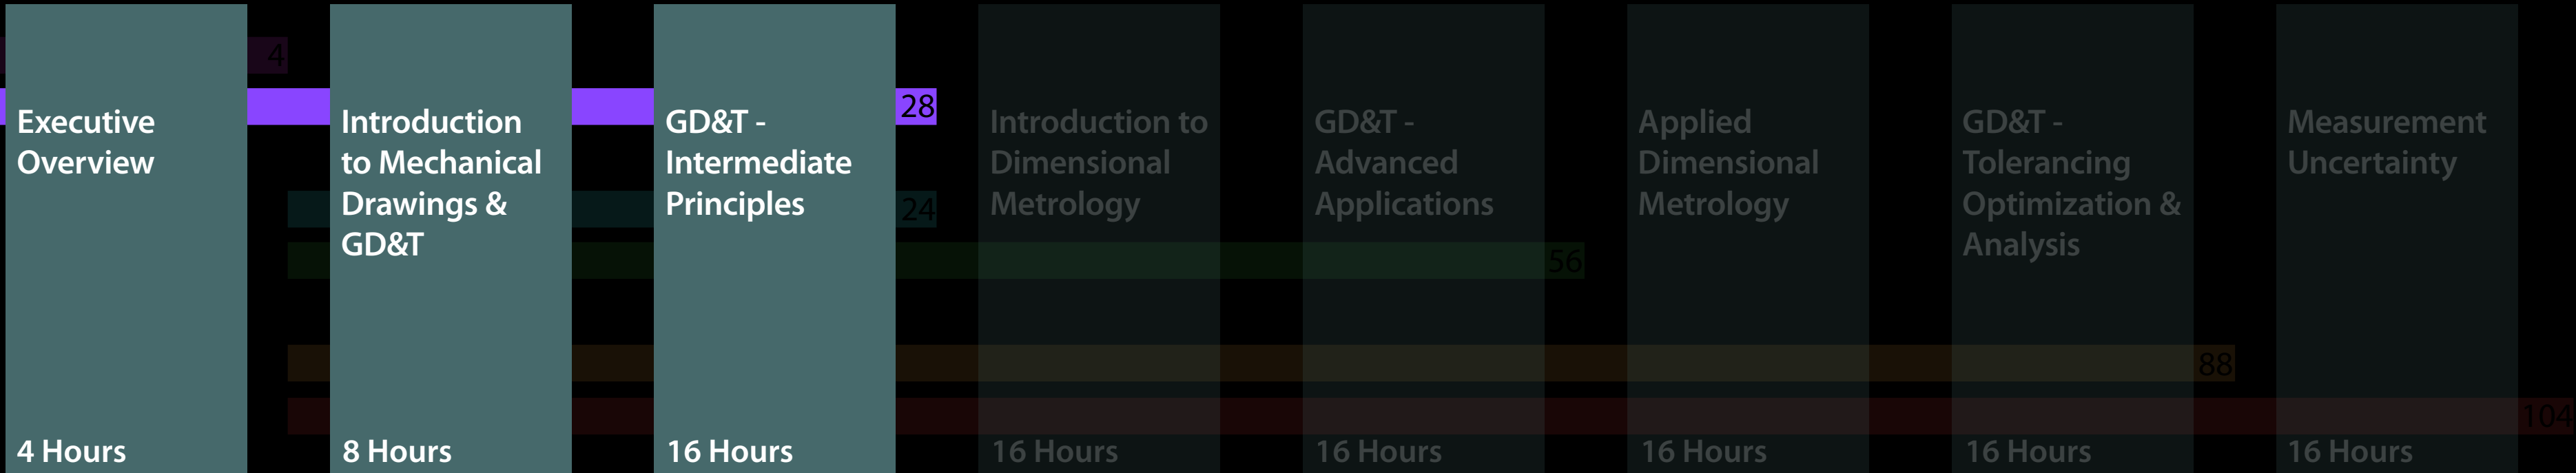 Executive
Overview
4 Hours
Introduction
to Mechanical
Drawings &
GD&T
8 Hours
GD&T -
Intermediate
Principles
16 Hours
Introduction to
Dimensional
Metrology
16 Hours
GD&T -
Advanced
Applications
16 Hours
Applied
Dimensional
Metrology
16 Hours
GD&T -
Tolerancing
Optimization &
Analysis
16 Hours
Measurement
Uncertainty
16 Hours
4
28
24
56
88
104